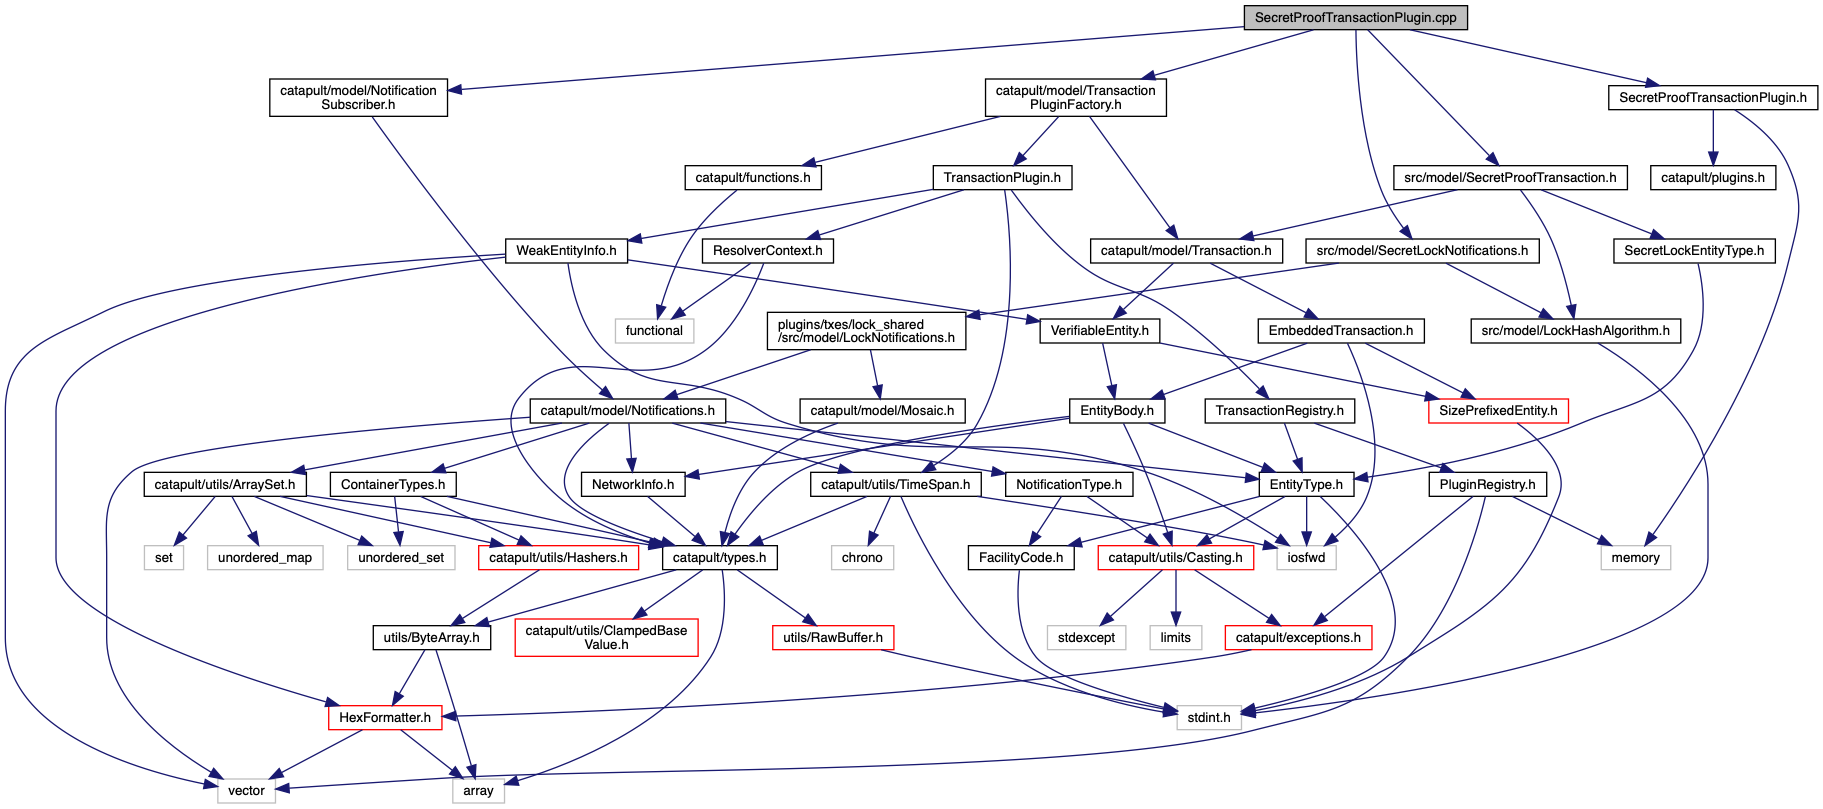 SecretProofTransactionPlugin.cpp
catapult/model/Notification
Subscriber.h
catapult/model/Transaction
PluginFactory.h
SecretProofTransactionPlugin.h
catapult/functions.h
TransactionPlugin.h
src/model/SecretProofTransaction.h
catapult/plugins.h
WeakEntityInfo.h
ResolverContext.h
catapult/model/Transaction.h
src/model/SecretLockNotifications.h
SecretLockEntityType.h
functional
plugins/txes/lock_shared
/src/model/LockNotifications.h
VerifiableEntity.h
EmbeddedTransaction.h
src/model/LockHashAlgorithm.h
catapult/model/Notifications.h
catapult/model/Mosaic.h
EntityBody.h
TransactionRegistry.h
SizePrefixedEntity.h
catapult/utils/ArraySet.h
ContainerTypes.h
NetworkInfo.h
catapult/utils/TimeSpan.h
NotificationType.h
EntityType.h
PluginRegistry.h
set
unordered_map
unordered_set
catapult/utils/Hashers.h
catapult/types.h
chrono
FacilityCode.h
catapult/utils/Casting.h
iosfwd
memory
utils/ByteArray.h
catapult/utils/ClampedBase
Value.h
utils/RawBuffer.h
stdexcept
limits
catapult/exceptions.h
HexFormatter.h
stdint.h
vector
array